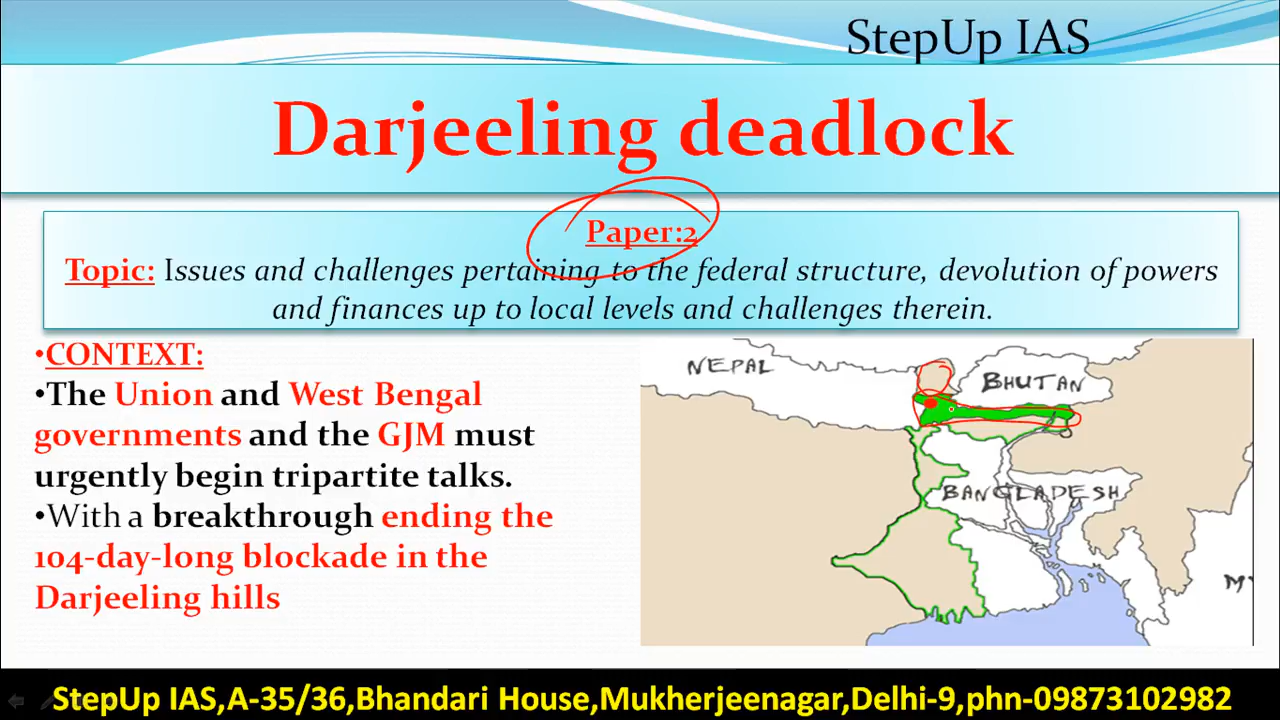 StepUp IAS
Darjeeling deadlock
Paper:2
Topic: Issues and challenges pertaining to the federal structure, devolution of powers
and finances up to local levels and challenges therein.
•CONTEXT:
•The Union and West Bengal
governments and the GJM must
urgently begin tripartite talks.
•With a breakthrough ending the
104-day-long blockade in the
Darjeeling hills
NEPAL
BHUTAN
BANGLADESH
MY
StepUp IAS,A-35/36,Bhandari House,Mukherjeenagar,Delhi-9,phn-09873102982